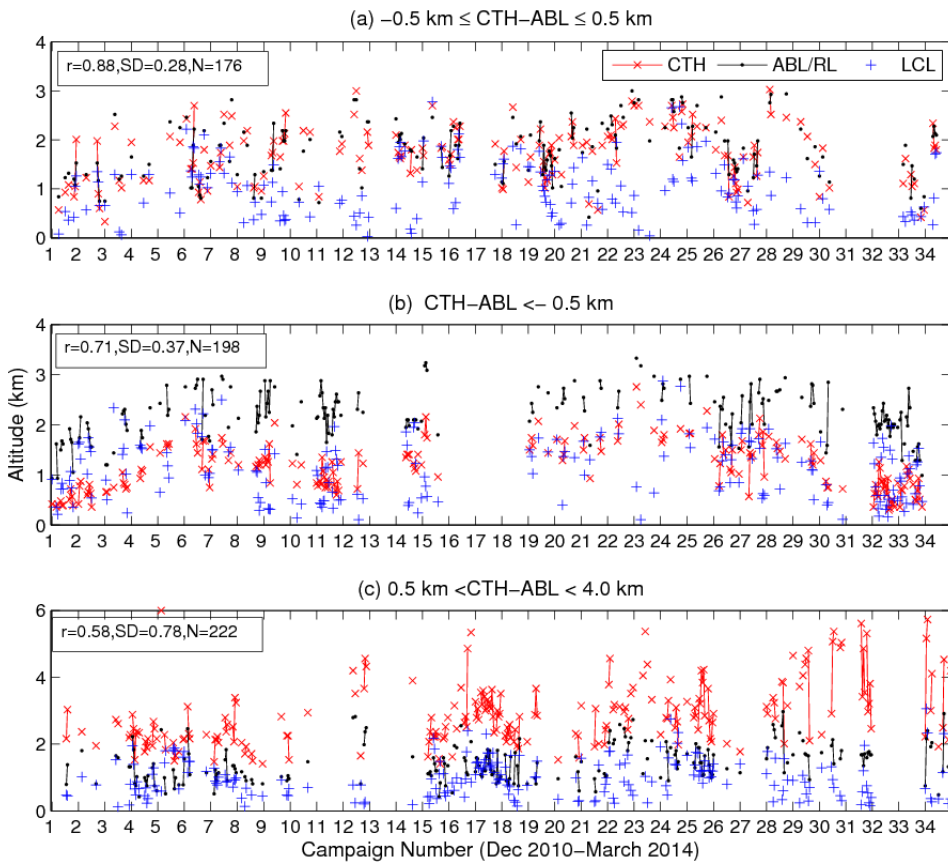 (a) −0.5 km ≤ CTH−ABL ≤ 0.5 km
4
3
2
1
0
r=0.88,SD=0.28,N=176
CTH ABL/RL LCL
1 2 3 4 5 6 7 8 9 10 11 12 13 14 15 16 17 18 19 20 21 22 23 24 25 26 27 28 29 30 31 32 33 34
(b) CTH−ABL <− 0.5 km
4
3
2
1
0
r=0.71,SD=0.37,N=198
Altitude (km)
1 2 3 4 5 6 7 8 9 10 11 12 13 14 15 16 17 18 19 20 21 22 23 24 25 26 27 28 29 30 31 32 33 34
(c) 0.5 km <CTH−ABL < 4.0 km
6
4
2
0
r=0.58,SD=0.78,N=222
1 2 3 4 5 6 7 8 9 10 11 12 13 14 15 16 17 18 19 20 21 22 23 24 25 26 27 28 29 30 31 32 33 34
Campaign Number (Dec 2010−March 2014)